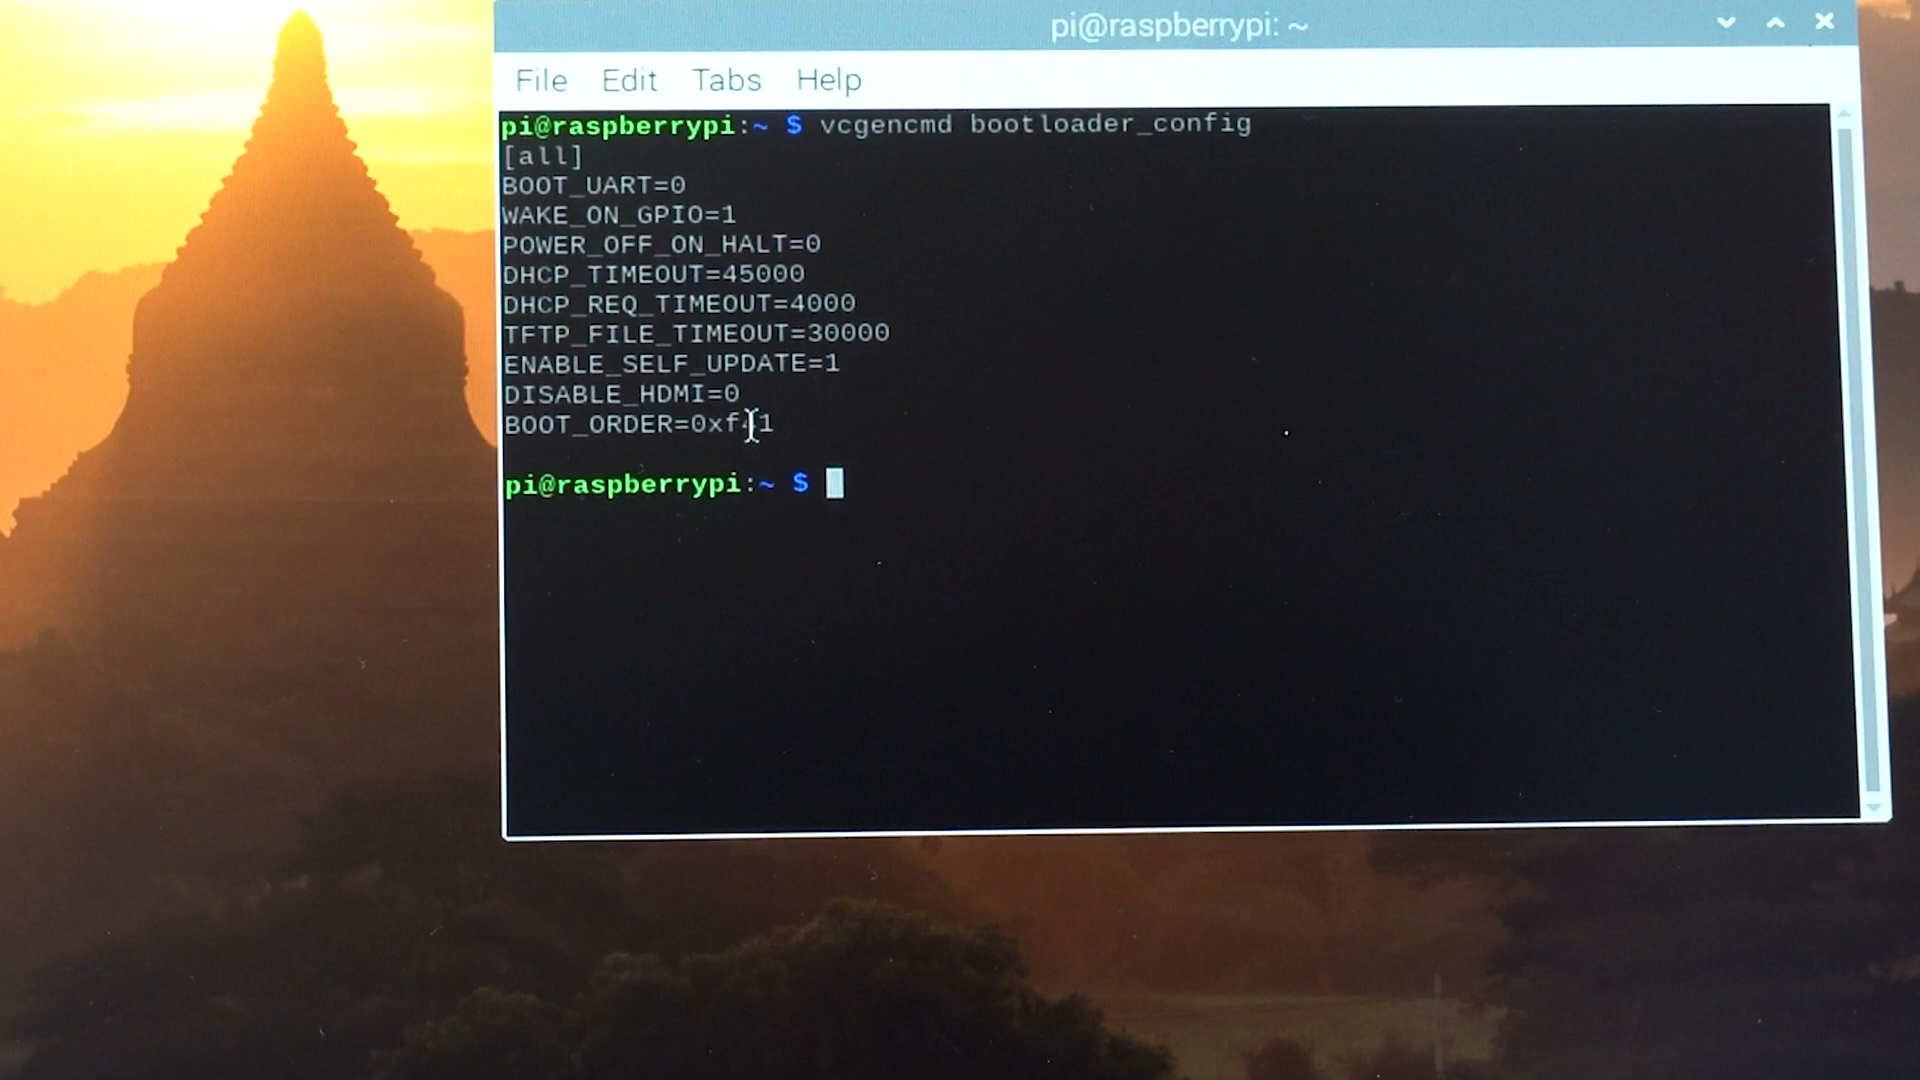 pi@raspberrypi: ~
File Edit Tabs Help
pi@raspberrypi:~ $ vcgencmd bootloader_config
[all]
BOOT_UART=0
WAKE_ON_GPIO=1
POWER_OFF_ON_HALT=0
DHCP_TIMEOUT=45000
DHCP_REQ_TIMEOUT=4000
TFTP_FILE_TIMEOUT=30000
ENABLE_SELF_UPDATE=1
DISABLE_HDMI=0
BOOT_ORDER=
pi@raspberrypi:~ $